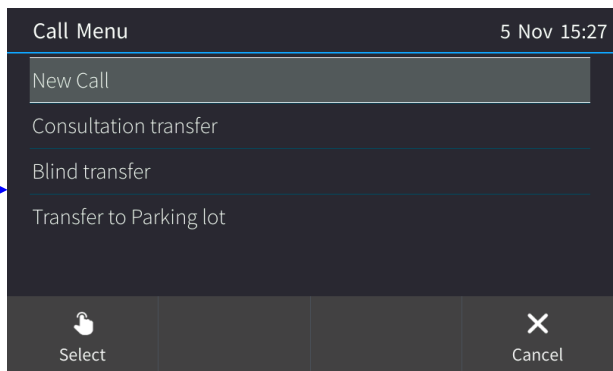 Call Menu 5 Nov 15:27
New Call
Consultation transfer
Blind transfer
Transfer to Parking lot
Select Cancel